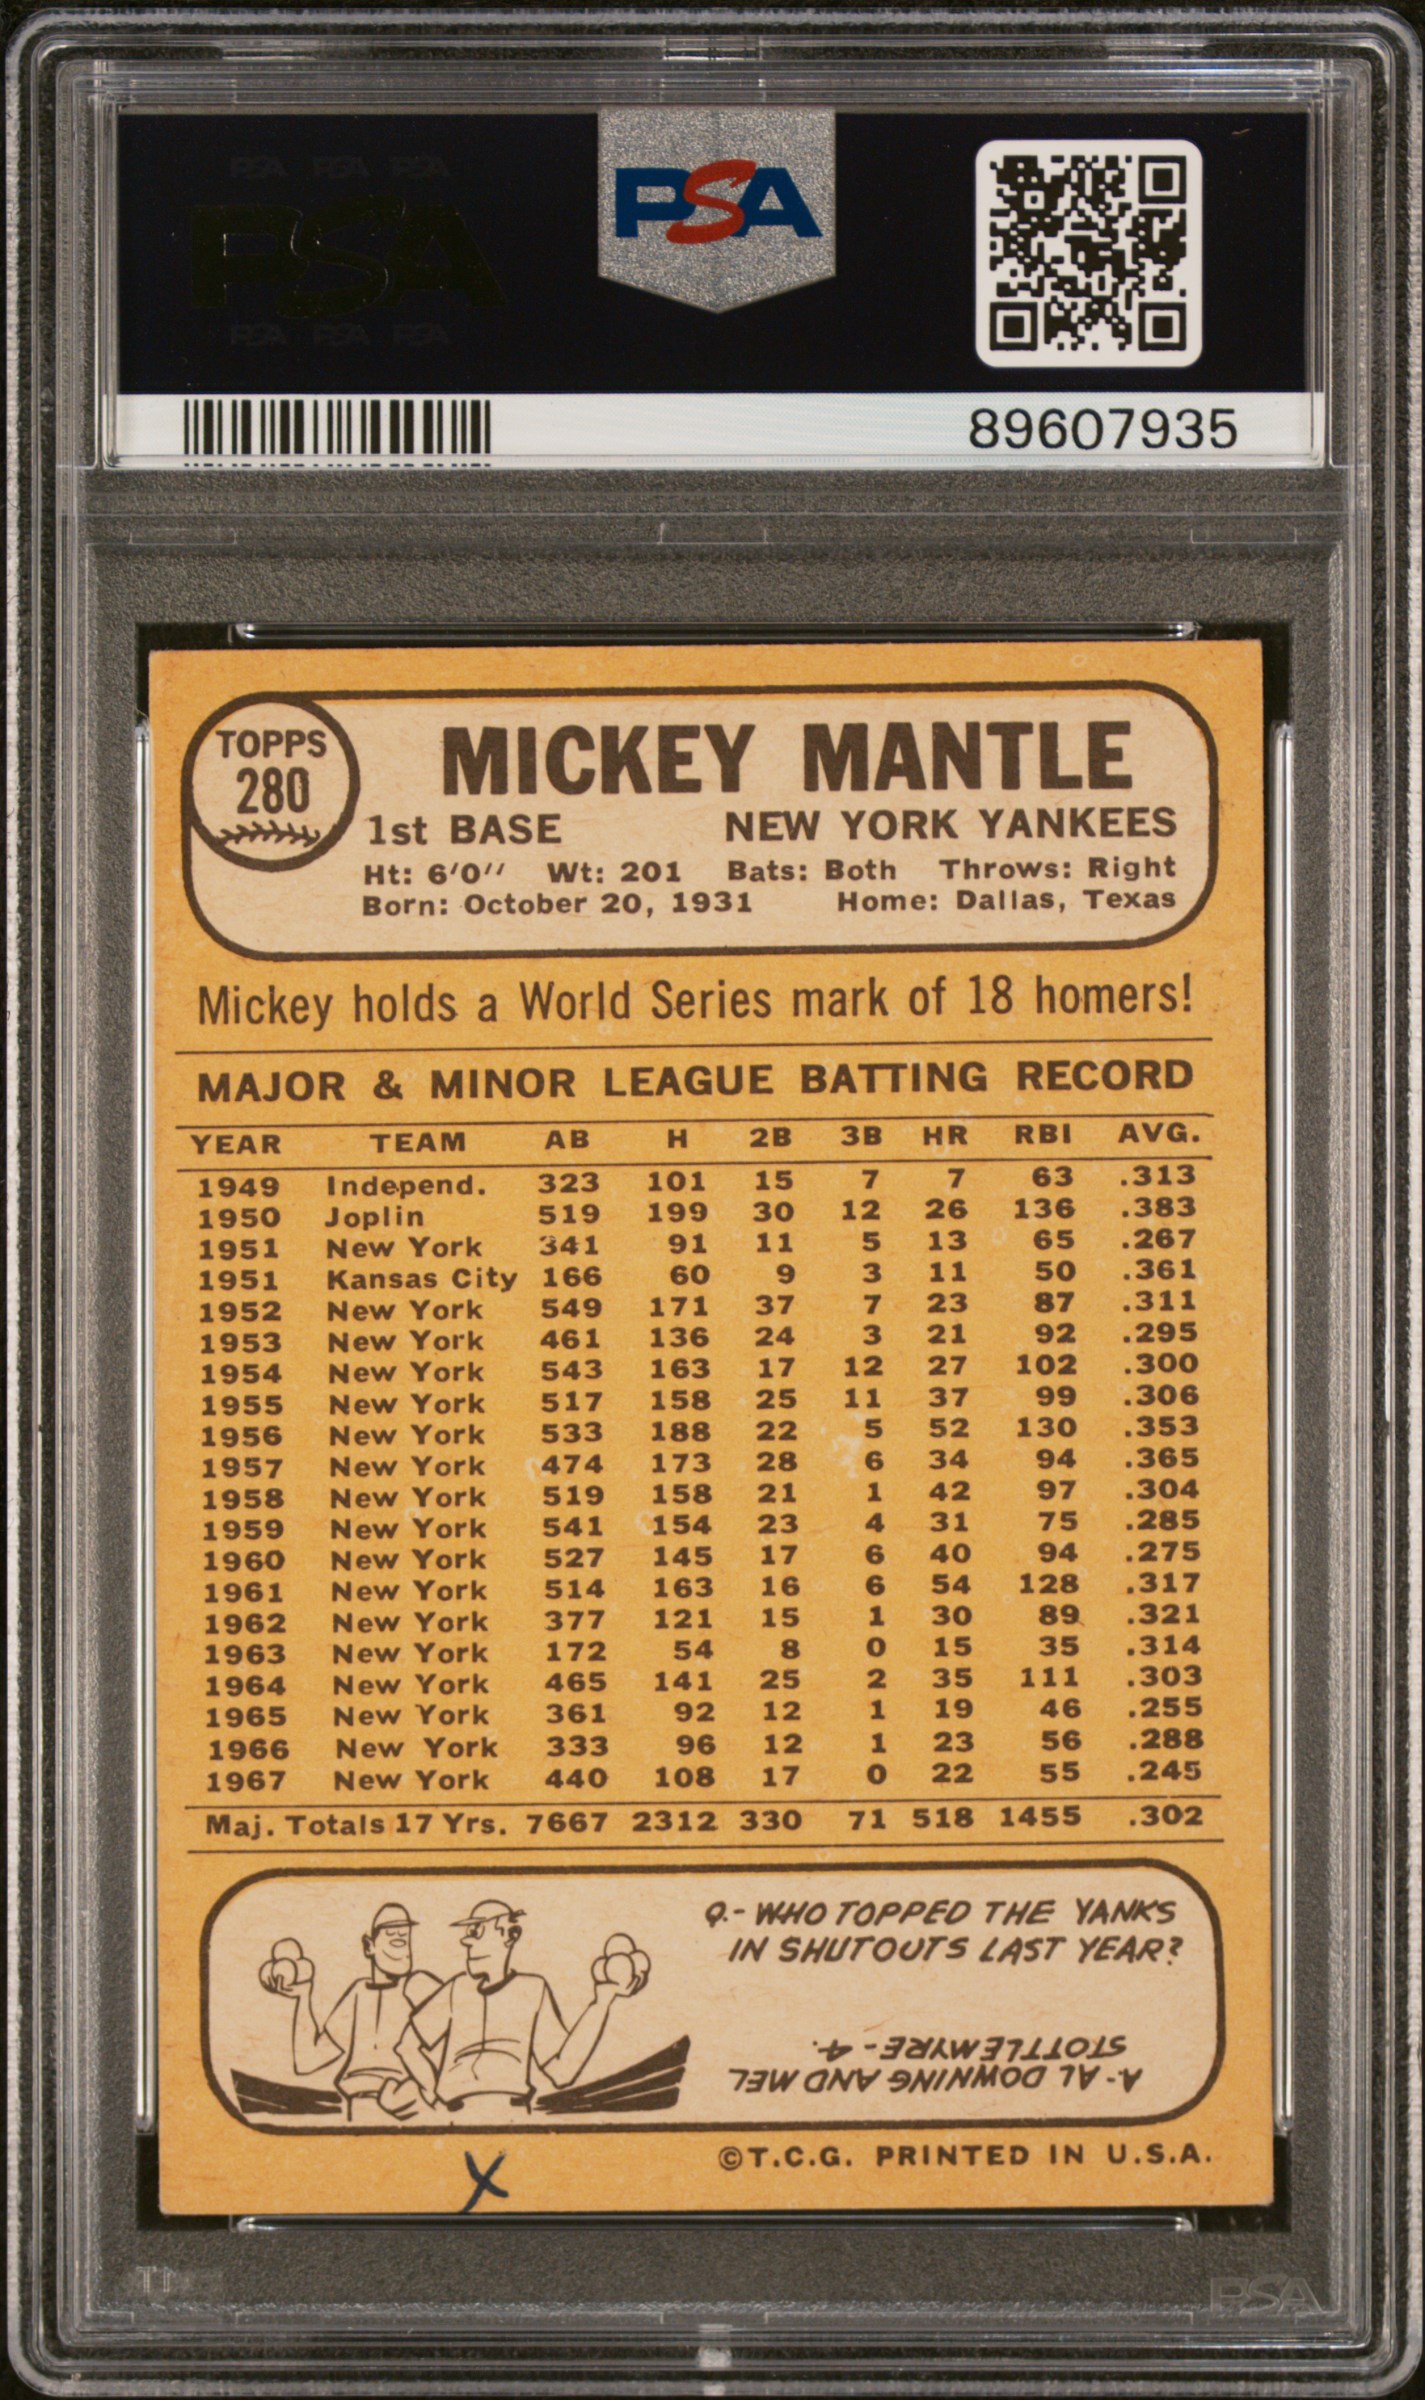 PSA PSA PSA
PSA
PSA PSA PSA
PSA
89607935
TOPPS
280
MICKEY MANTLE
1st BASE NEW YORK YANKEES
Ht: 6'0'' Wt: 201 Bats: Both Throws: Right
Born: October 20, 1931 Home: Dallas, Texas
Mickey holds a World Series mark of 18 homers!
MAJOR & MINOR LEAGUE BATTING RECORD
YEAR TEAM AB H 2B 3B HR RBI AVG.
1949 Independ. 323 101 15 7 7 63 .313
1950 Joplin 519 199 30 12 26 136 .383
1951 New York 341 91 11 5 13 65 .267
1951 Kansas City 166 60 9 3 11 50 .361
1952 New York 549 171 37 7 23 87 .311
1953 New York 461 136 24 3 21 92 .295
1954 New York 543 163 17 12 27 102 .300
1955 New York 517 158 25 11 37 99 .306
1956 New York 533 188 22 5 52 130 .353
1957 New York 474 173 28 6 34 94 .365
1958 New York 519 158 21 1 42 97 .304
1959 New York 541 154 23 4 31 75 .285
1960 New York 527 145 17 6 40 94 .275
1961 New York 514 163 16 6 54 128 .317
1962 New York 377 121 15 1 30 89 .321
1963 New York 172 54 8 0 15 35 .314
1964 New York 465 141 25 2 35 111 .303
1965 New York 361 92 12 1 19 46 .255
1966 New York 333 96 12 1 23 56 .288
1967 New York 440 108 17 0 22 55 .245
Maj. Totals 17 Yrs. 7667 2312 330 71 518 1455 .302
Q.- WHO TOPPED THE YANKS
IN SHUTOUTS LAST YEAR?
A.- AL DOWNING AND MEL
STOTTLEMYRE - 4.
©T.C.G. PRINTED IN U.S.A.
X
PSA